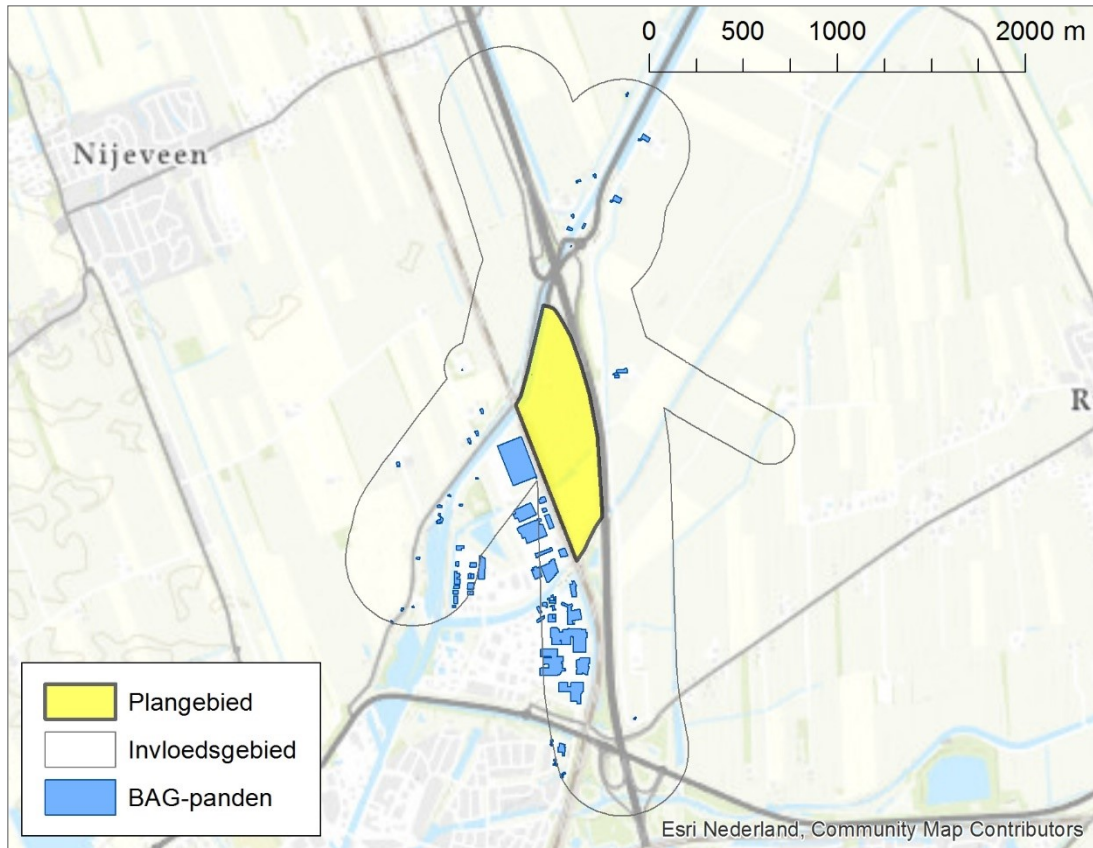 0 500 1000 2000 m
Nijeveen
R
Plangebied
Invloedsgebied
BAG-panden
Esri Nederland, Community Map Contributors